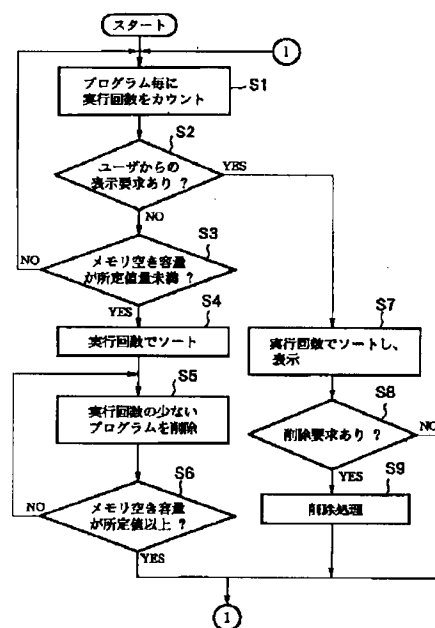 スタート
1
プログラム毎に
実行回数をカウント
S1
S2
ユーザからの
表示要求あり ?
YES
NO
S3
メモリ空き容量
が所定値量未満 ?
NO
YES
S4
実行回数でソート
S7
実行回数でソートし、
表示
S5
実行回数の少ない
プログラムを削除
S8
削除要求あり ?
NO
YES
S6
メモリ空き容量
が所定値以上 ?
NO
YES
S9
削除処理
1